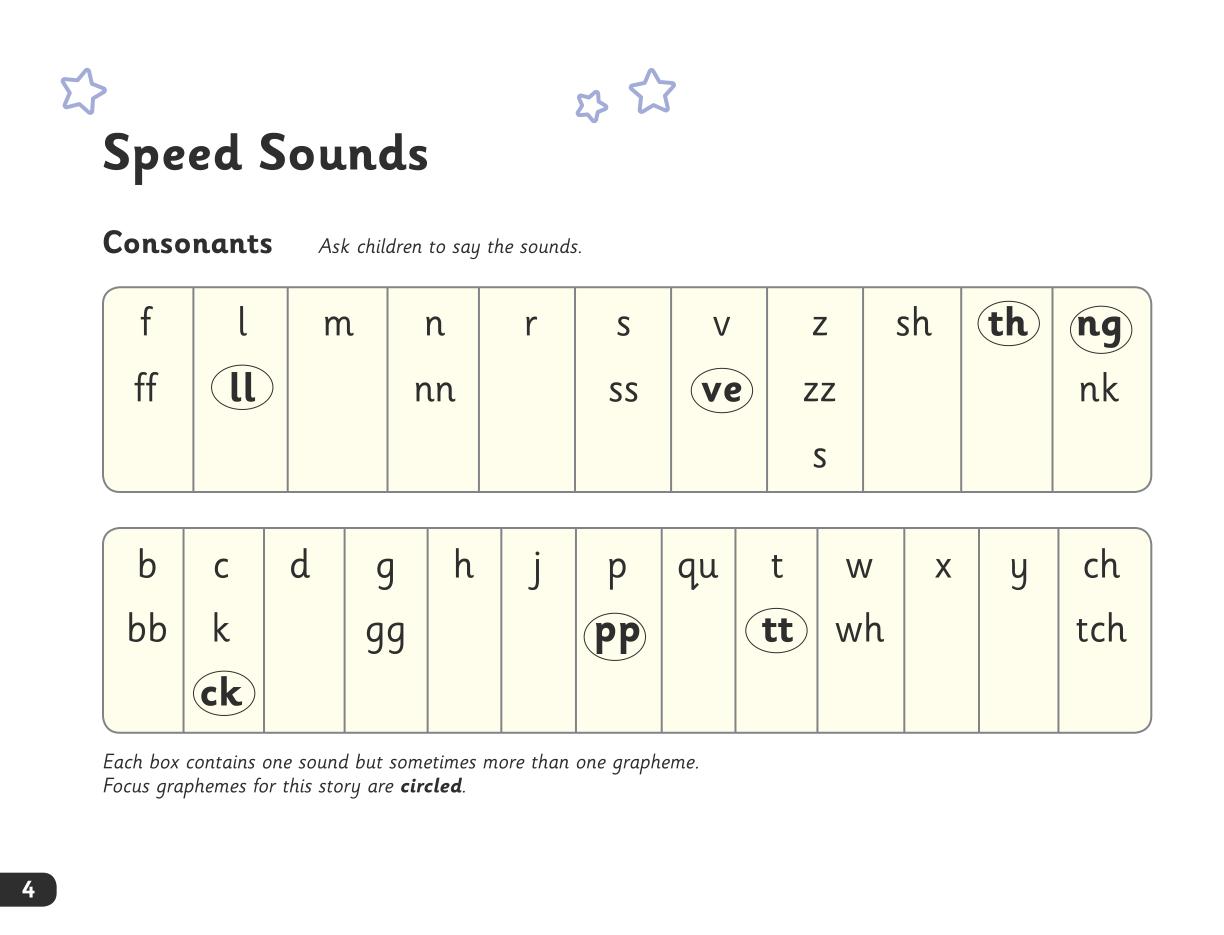 Speed Sounds
Consonants Ask children to say the sounds.
f l m n r s v z sh th ng
ff ll nn ss ve zz nk
s
b c d g h j p qu t w x y ch
bb k gg pp tt wh tch
ck
Each box contains one sound but sometimes more than one grapheme.
Focus graphemes for this story are circled.
4